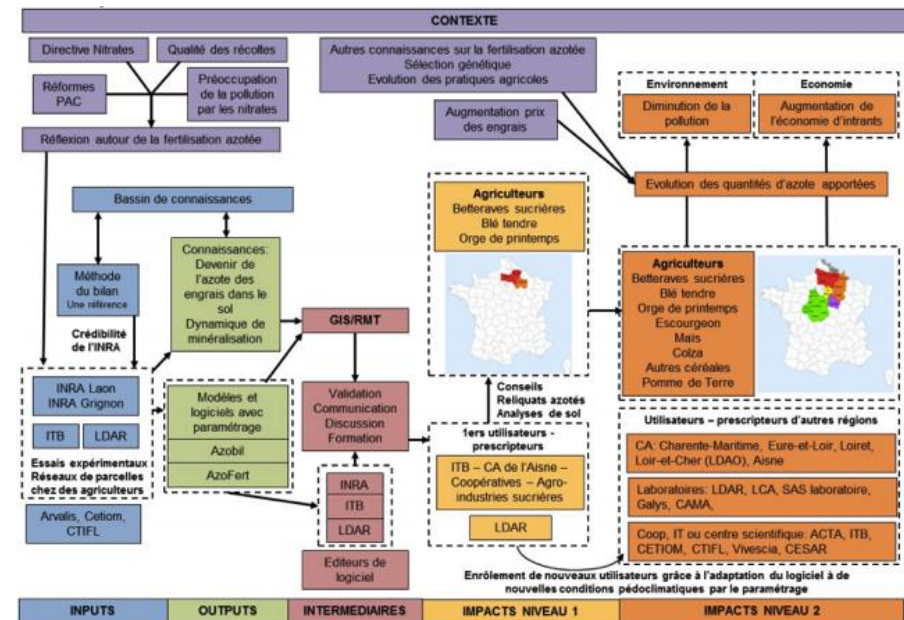 CONTEXTE
Directive Nitrates
Qualité des récoltes
Réformes
PAC
Préoccupation
de la pollution
par les nitrates
Réflexion autour de la fertilisation azotée
Autres connaissances sur la fertilisation azotée
Sélection génétique
Evolution des pratiques agricoles
Augmentation prix
des engrais
Environnement
Diminution de la
pollution
Economie
Augmentation de
l'économie d'intrants
Evolution des quantités d'azote apportées
Bassin de connaissances
Méthode
du bilan
Une référence
Crédibilité
de l'INRA
INRA Laon
INRA Grignon
ITB
LDAR
Essais expérimentaux
Réseaux de parcelles
chez des agriculteurs
Arvalis, Cetiom,
CTIFL
Connaissances:
Devenir de
l'azote des
engrais dans le
sol
Dynamique de
minéralisation
Modèles et
logiciels avec
paramétrage
Azobil
AzoFert
GIS/RMT
Validation
Communication
Discussion
Formation
INRA
ITB
LDAR
Editeurs de
logiciel
Agriculteurs
Betteraves sucrières
Blé tendre
Orge de printemps
Conseils
Reliquats azotés
Analyses de sol
1ers utilisateurs -
prescripteurs
ITB – CA de l'Aisne –
Coopératives – Agro-
industries sucrières
LDAR
Agriculteurs
Betteraves sucrières
Blé tendre
Orge de printemps
Escourgeon
Maïs
Colza
Autres céréales
Pomme de Terre
Utilisateurs – prescripteurs d'autres régions
CA: Charente-Maritime, Eure-et-Loir, Loiret,
Loir-et-Cher (LDAO), Aisne
Laboratoires: LDAR, LCA, SAS laboratoire,
Galys, CAMA,
Coop, IT ou centre scientifique: ACTA, ITB,
CETIOM, CTIFL, Vivescia, CESAR
Enrôlement de nouveaux utilisateurs grâce à l'adaptation du logiciel à de
nouvelles conditions pédoclimatiques par le paramétrage
INPUTS
OUTPUTS
INTERMEDIAIRES
IMPACTS NIVEAU 1
IMPACTS NIVEAU 2